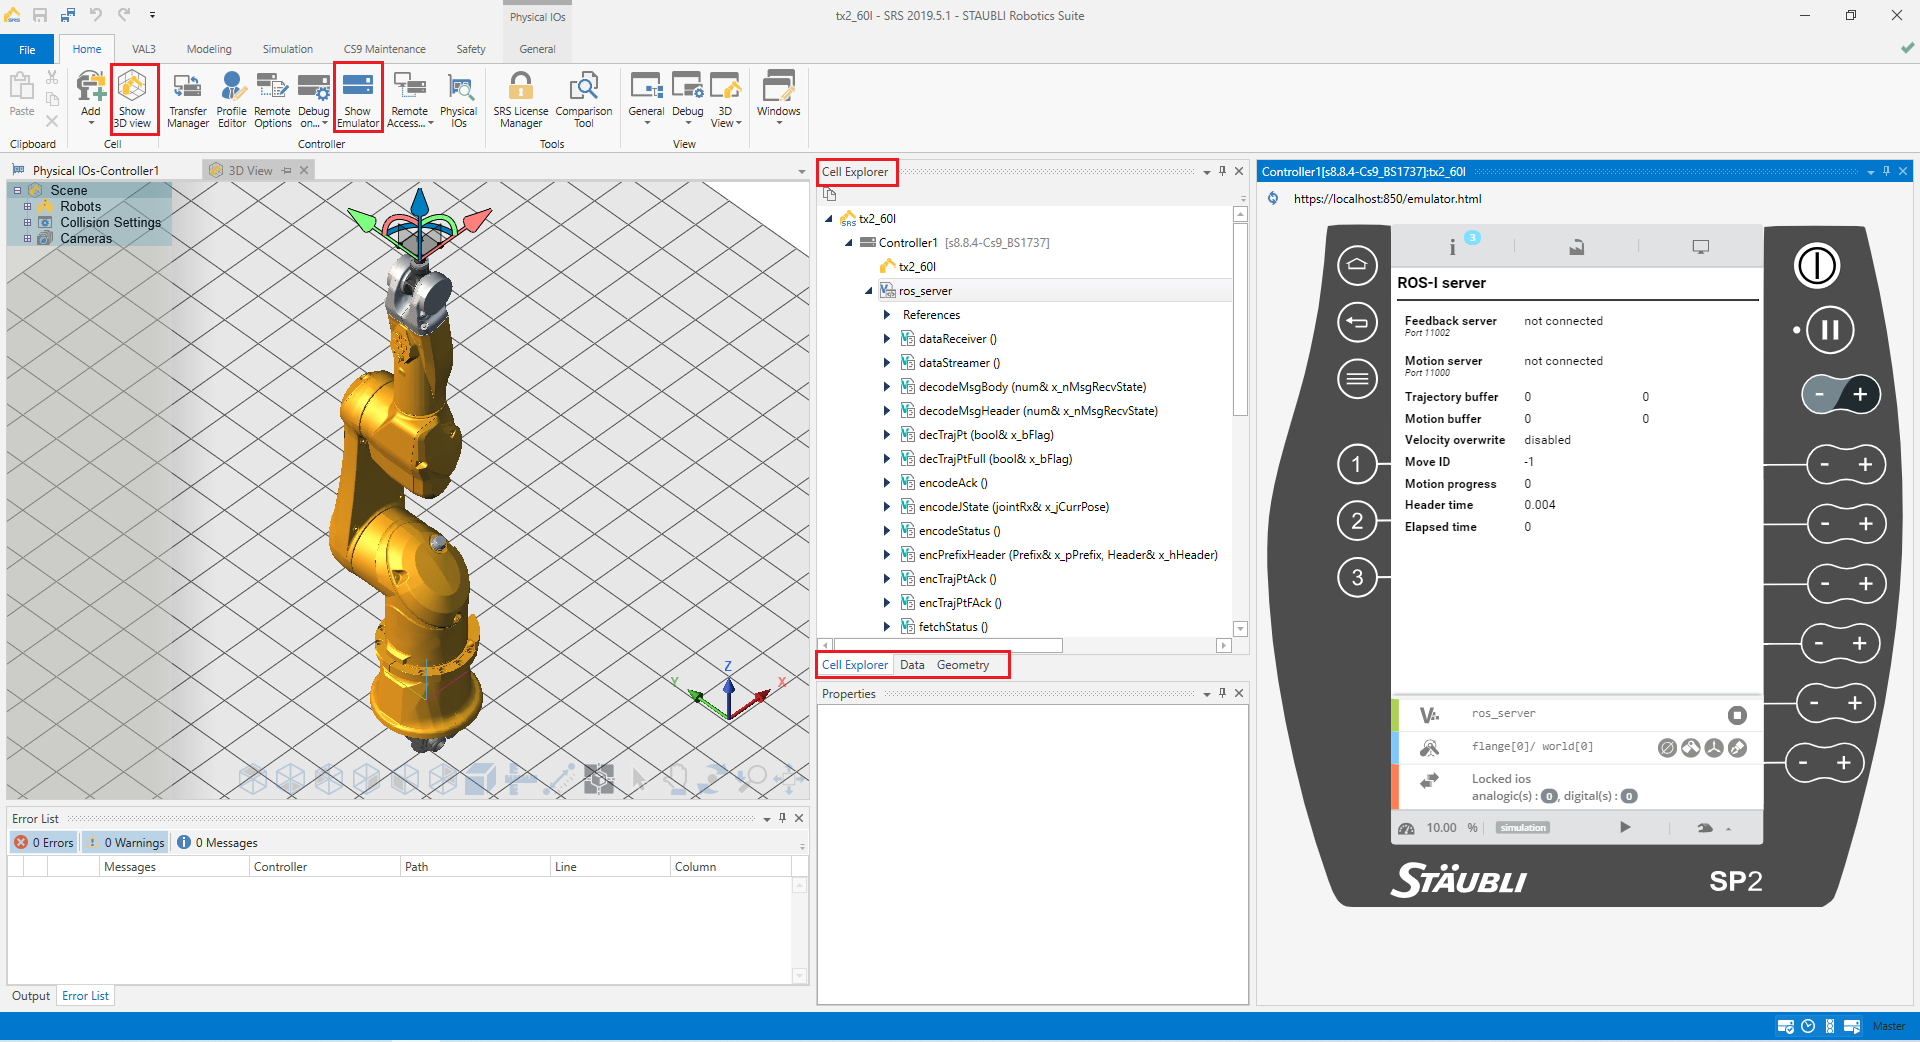 tx2_60l - SRS 2019.5.1 - STAUBLI Robotics Suite
Physical IOs
File
Home
VAL3
Modeling
Simulation
CS9 Maintenance
Safety
General
Paste
Add
Show
3D view
Transfer
Manager
Profile
Editor
Remote
Options
Debug
on...
Show
Emulator
Remote
Access...
Physical
IOs
SRS License
Manager
Comparison
Tool
General
Debug
3D
View
Windows
Clipboard
Cell
Controller
Tools
View
Physical IOs-Controller1
3D View
Scene
Robots
Collision Settings
Cameras
Z
Y
X
Error List
0 Errors
0 Warnings
0 Messages
Messages
Controller
Path
Line
Column
Output
Error List
Cell Explorer
tx2_60l
Controller1 [s8.8.4-Cs9_BS1737]
tx2_60l
ros_server
References
dataReceiver ()
dataStreamer ()
decodeMsgBody (num& x_nMsgRecvState)
decodeMsgHeader (num& x_nMsgRecvState)
decTrajPt (bool& x_bFlag)
decTrajPtFull (bool& x_bFlag)
encodeAck ()
encodeJState (jointRx& x_jCurrPose)
encodeStatus ()
encPrefixHeader (Prefix& x_pPrefix, Header& x_hHeader)
encTrajPtAck ()
encTrajPtFAck ()
fetchStatus ()
Cell Explorer
Data
Geometry
Properties
Controller1[s8.8.4-Cs9_BS1737]:tx2_60l
https://localhost:850/emulator.html
3
ROS-I server
Feedback server not connected
Port 11002
Motion server not connected
Port 11000
Trajectory buffer 0 0
Motion buffer 0 0
Velocity overwrite disabled
Move ID -1
Motion progress 0
Header time 0.004
Elapsed time 0
1
2
3
- +
- +
- +
- +
- +
- +
- +
ros_server
flange[0]/ world[0]
Locked ios
analogic(s) : 0 , digital(s) : 0
10.00 %
simulation
STÄUBLI
SP2
Master